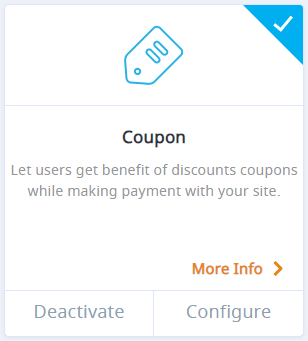 Coupon
Let users get benefit of discounts coupons
while making payment with your site.
More Info
Deactivate
Configure